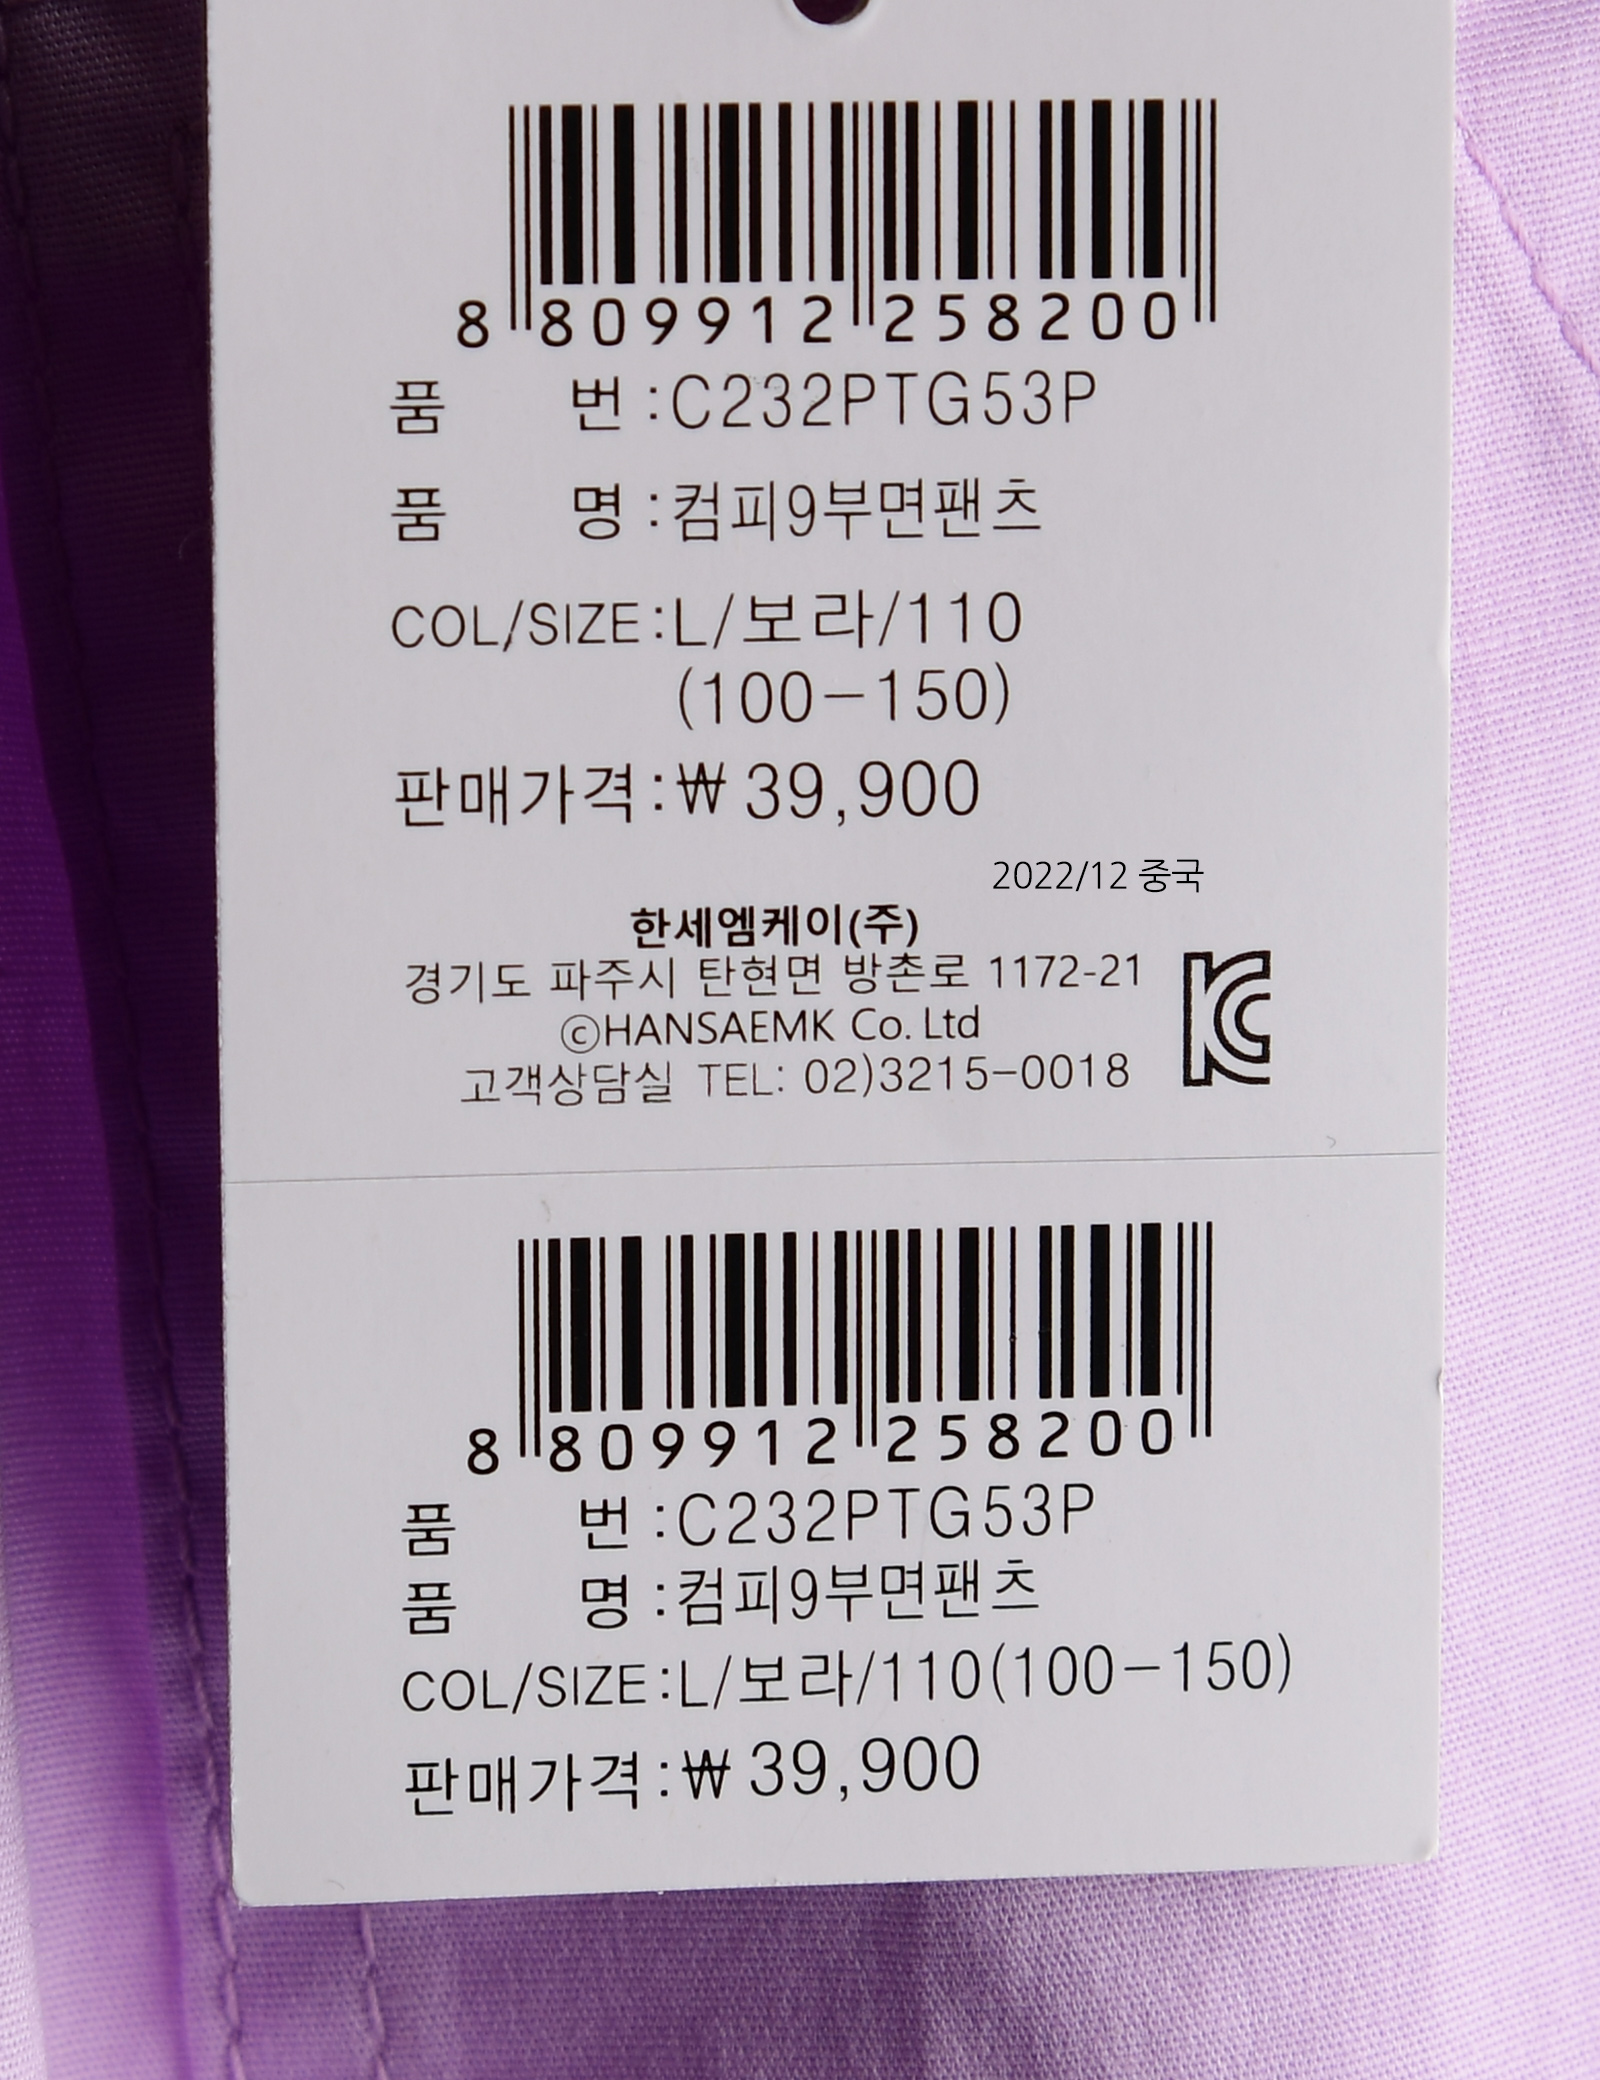 8 809912 258200
품 번 : C232PTG53P
품 명 : 컴피9부면팬츠
COL/SIZE : L/보라/110
(100-150)
판매가격 : ₩ 39,900
2022/12 중국
한세엠케이(주)
경기도 파주시 탄현면 방촌로 1172-21
ⓒHANSAEMK Co. Ltd
고객상담실 TEL: 02)3215-0018
8 809912 258200
품 번 : C232PTG53P
품 명 : 컴피9부면팬츠
COL/SIZE : L/보라/110(100-150)
판매가격 : ₩ 39,900